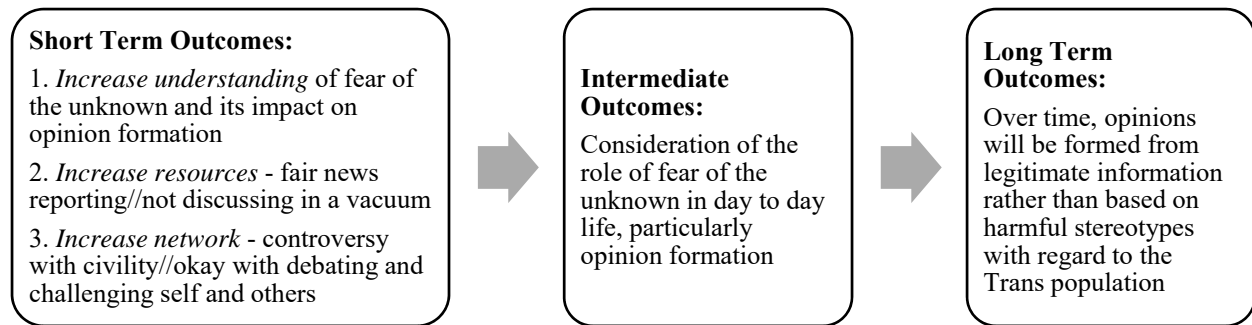 Short Term Outcomes:
1. Increase understanding of fear of
the unknown and its impact on
opinion formation
2. Increase resources - fair news
reporting//not discussing in a vacuum
3. Increase network - controversy
with civility//okay with debating and
challenging self and others
Intermediate
Outcomes:
Consideration of the
role of fear of the
unknown in day to day
life, particularly
opinion formation
Long Term
Outcomes:
Over time, opinions
will be formed from
legitimate information
rather than based on
harmful stereotypes
with regard to the
Trans population